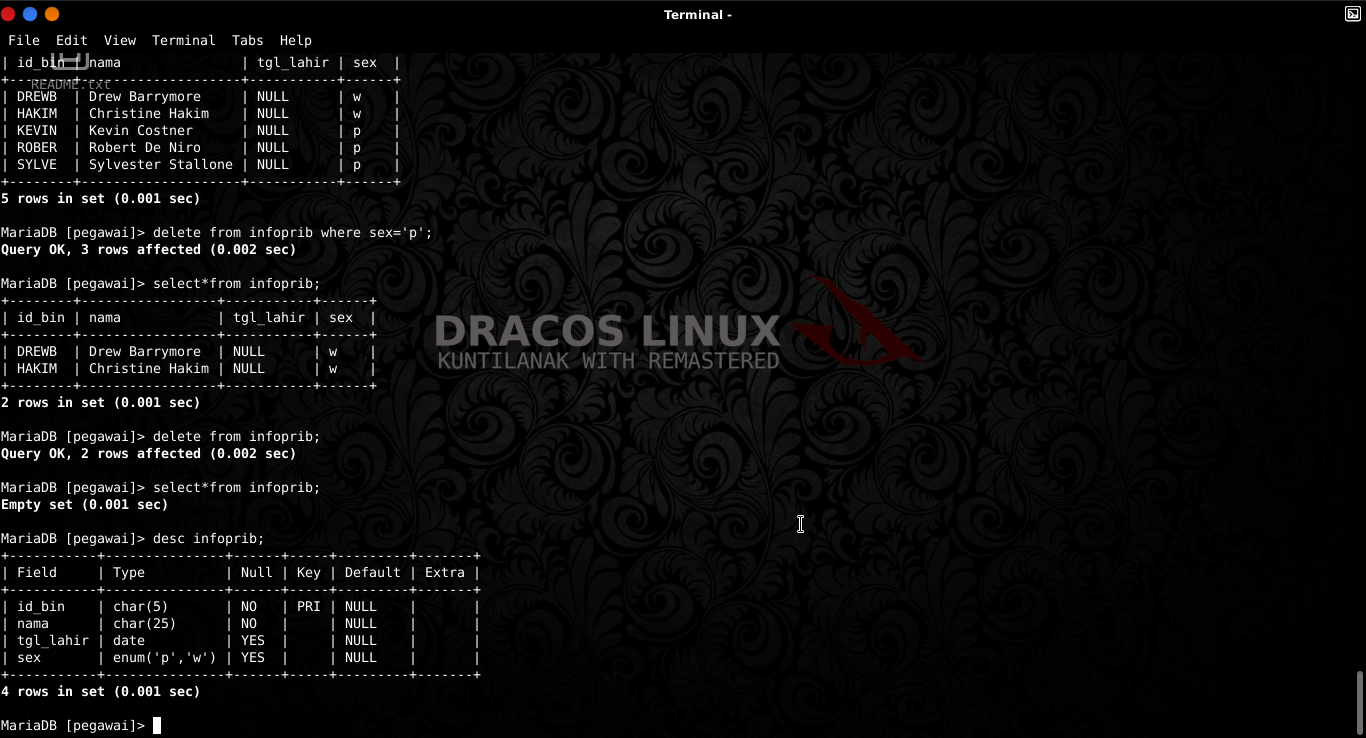 Terminal -
File Edit View Terminal Tabs Help
| id_bin | nama               | tgl_lahir | sex  |
README.txt
+--------+--------------------+-----------+------+
| DREWB  | Drew Barrymore     | NULL      | w    |
| HAKIM  | Christine Hakim    | NULL      | w    |
| KEVIN  | Kevin Costner      | NULL      | p    |
| ROBER  | Robert De Niro     | NULL      | p    |
| SYLVE  | Sylvester Stallone | NULL      | p    |
+--------+--------------------+-----------+------+
5 rows in set (0.001 sec)
MariaDB [pegawai]> delete from infoprib where sex='p';
Query OK, 3 rows affected (0.002 sec)
MariaDB [pegawai]> select*from infoprib;
+--------+-----------------+-----------+------+
| id_bin | nama            | tgl_lahir | sex  |
+--------+-----------------+-----------+------+
| DREWB  | Drew Barrymore  | NULL      | w    |
| HAKIM  | Christine Hakim | NULL      | w    |
+--------+-----------------+-----------+------+
2 rows in set (0.001 sec)
DRACOS LINUX
KUNTILANAK WITH REMASTERED
MariaDB [pegawai]> delete from infoprib;
Query OK, 2 rows affected (0.002 sec)
MariaDB [pegawai]> select*from infoprib;
Empty set (0.001 sec)
MariaDB [pegawai]> desc infoprib;
+-----------+---------------+------+-----+---------+-------+
| Field     | Type          | Null | Key | Default | Extra |
+-----------+---------------+------+-----+---------+-------+
| id_bin    | char(5)       | NO   | PRI | NULL    |       |
| nama      | char(25)      | NO   |     | NULL    |       |
| tgl_lahir | date          | YES  |     | NULL    |       |
| sex       | enum('p','w') | YES  |     | NULL    |       |
+-----------+---------------+------+-----+---------+-------+
4 rows in set (0.001 sec)
MariaDB [pegawai]>